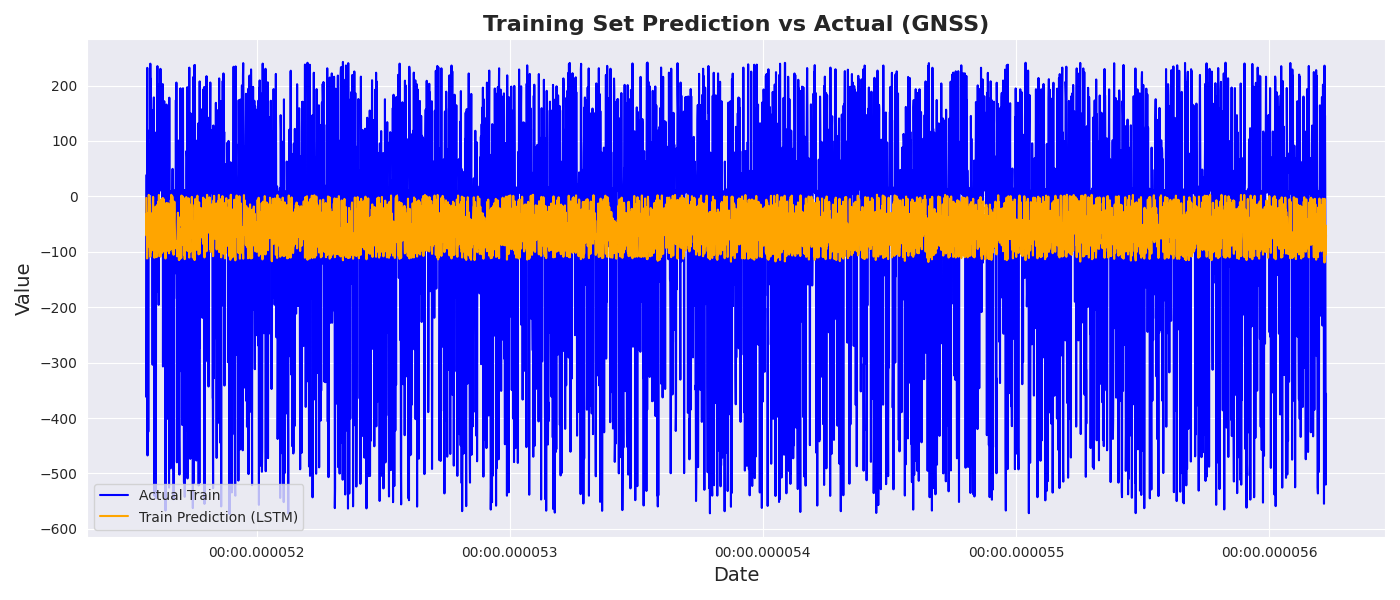 Training Set Prediction vs Actual (GNSS)
Value
200
100
0
−100
−200
−300
−400
−500
−600
Actual Train
Train Prediction (LSTM)
00:00.000052
00:00.000053
00:00.000054
00:00.000055
00:00.000056
Date